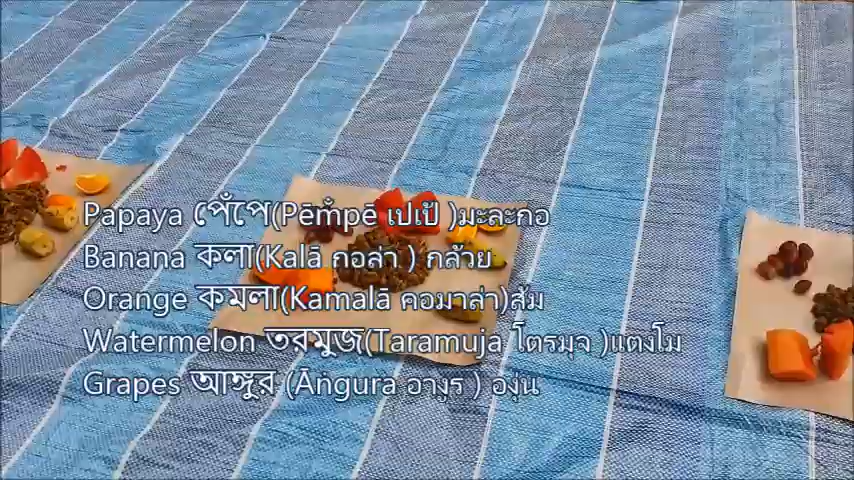 Papaya পেঁপে(Pēm̐pē เปเป้ )มะละกอ
Banana কলা(Kalā กอล่า ) กล้วย
Orange কমলা(Kamalā คอมาล่า)ส้ม
Watermelon তরমুজ(Taramuja โตรมุจ )แตงโม
Grapes আঙ্গুর (Āṅgura อางุร ) องุ่น